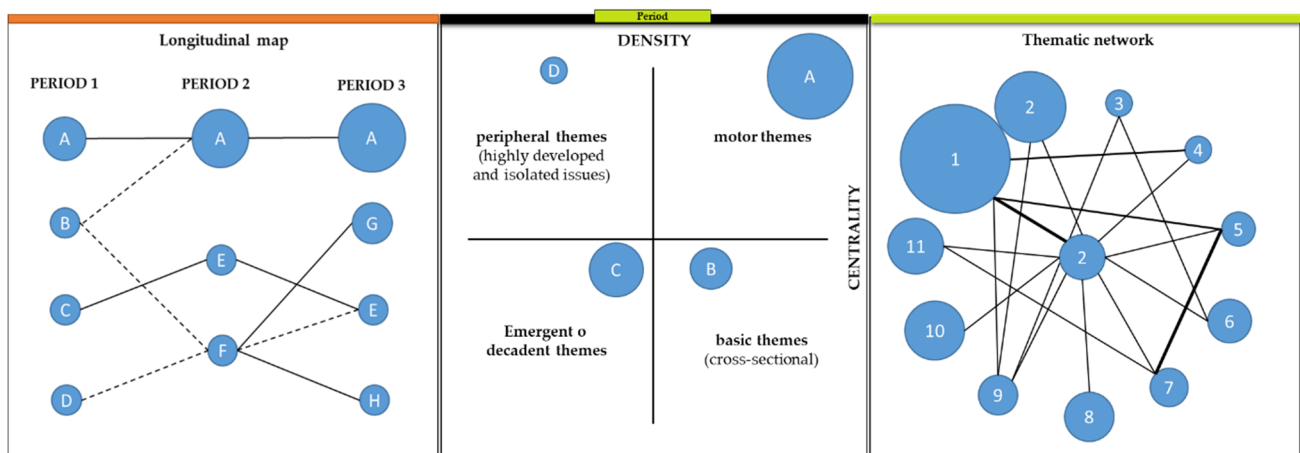 Period
Longitudinal map
PERIOD 1
PERIOD 2
PERIOD 3
A
A
A
B
G
E
C
E
F
D
H
DENSITY
D
A
peripheral themes
(highly developed
and isolated issues)
motor themes
CENTRALITY
C
B
Emergent o
decadent themes
basic themes
(cross-sectional)
Thematic network
2
3
1
4
5
11
2
6
10
7
9
8